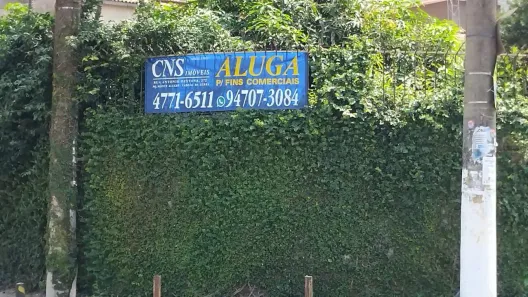 CNS IMÓVEIS
ALUGA
P/ FINS COMERCIAIS
4771-6511 94707-3084